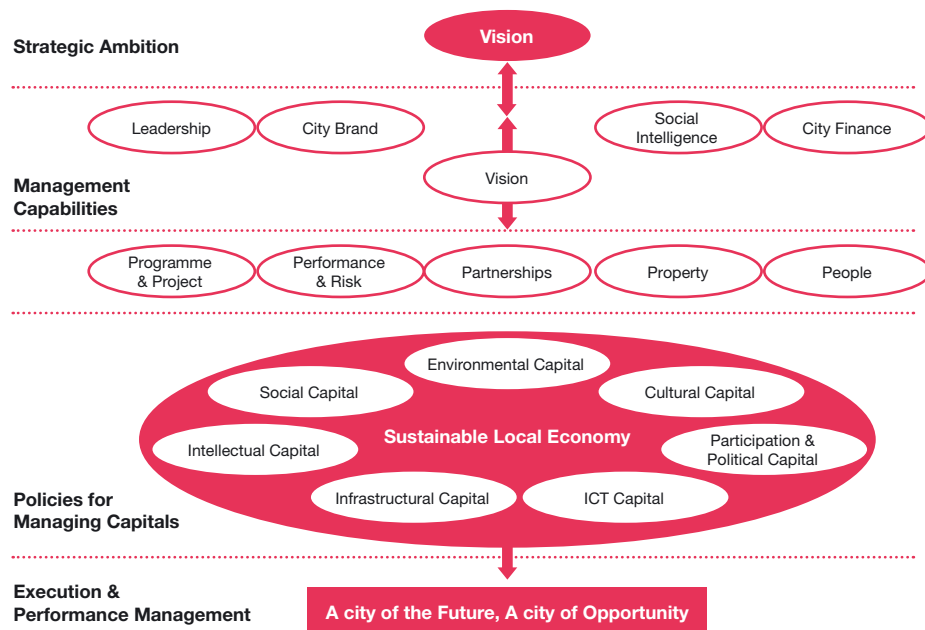 Strategic Ambition
Vision
Leadership
City Brand
Social
Intelligence
City Finance
Management
Capabilities
Vision
Programme
& Project
Performance
& Risk
Partnerships
Property
People
Environmental Capital
Social Capital
Cultural Capital
Sustainable Local Economy
Intellectual Capital
Participation &
Political Capital
Infrastructural Capital
ICT Capital
Policies for
Managing Capitals
Execution &
Performance Management
A city of the Future, A city of Opportunity